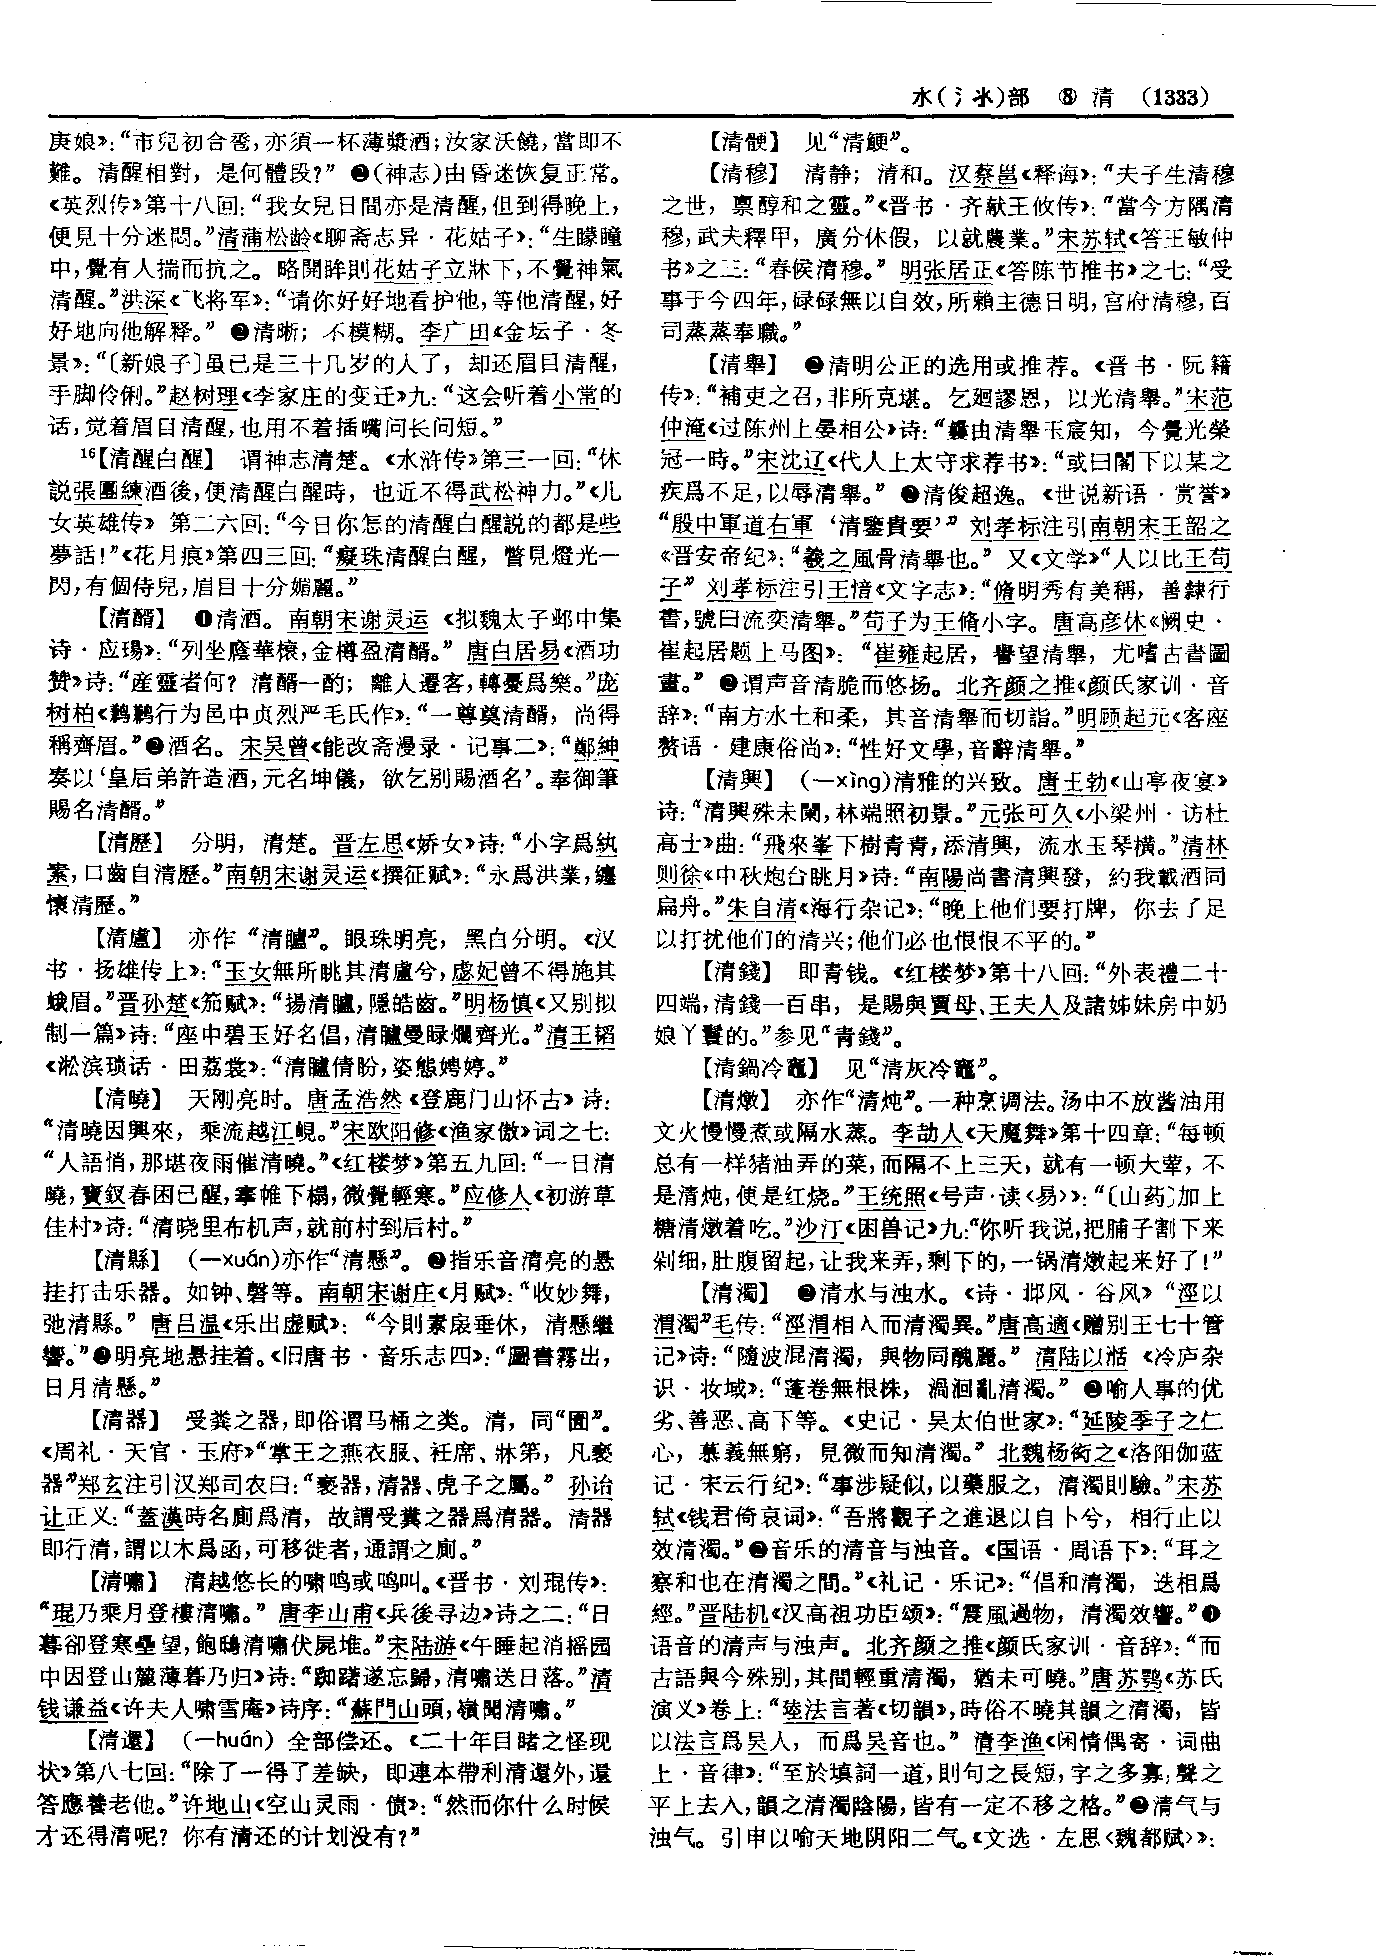 水(氵氺)部　⑧　清　(1333)
庚娘》：“市兒初合卺，亦須一杯薄漿酒；汝家沃饒，當即不
難。清醒相對，是何體段？”❷(神志)由昏迷恢复正常。
《英烈传》第十八回：“我女兒日間亦是清醒，但到得晚上，
便見十分迷悶。”清蒲松龄《聊斋志异·花姑子》：“生矇瞳
中，覺有人揣而抗之。略開眸則花姑子立牀下，不覺神氣
清醒。”洪深《飞将军》：“请你好好地看护他，等他清醒，好
好地向他解释。”❸清晰；不模糊。李广田《金坛子·冬
景》：“〔新娘子〕虽已是三十几岁的人了，却还眉目清醒，
手脚伶俐。”赵树理《李家庄的变迁》九：“这会听着小常的
话，觉着眉目清醒，也用不着插嘴问长问短。”
16【清醒白醒】　谓神志清楚。《水浒传》第三一回：“休
説張團練酒後，便清醒白醒時，也近不得武松神力。”《儿
女英雄传》第二六回：“今日你怎的清醒白醒説的都是些
夢話！”《花月痕》第四三回：“癡珠清醒白醒，瞥見燈光一
閃，有個侍兒，眉目十分媚麗。”
【清醑】　❶清酒。南朝宋谢灵运《拟魏太子邺中集
诗·应玚》：“列坐廕華榱，金樽盈清醑。”唐白居易《酒功
赞》诗：“産靈者何？清醑一酌；離人遷客，轉憂爲樂。”庞
树柏《鹣鹣行为邑中贞烈严毛氏作》：“一尊奠清醑，尚得
稱齊眉。”❷酒名。宋吴曾《能改斋漫录·记事二》：“鄭紳
奏以‘皇后弟許造酒，元名坤儀，欲乞别賜酒名’。奉御筆
賜名清醑。”
【清歷】　分明，清楚。晋左思《娇女》诗：“小字爲紈
素，口齒自清歷。”南朝宋谢灵运《撰征赋》：“永爲洪業，纏
懷清歷。”
【清盧】　亦作“清矑”。眼珠明亮，黑白分明。《汉
书·扬雄传上》：“玉女無所眺其清盧兮，虙妃曾不得施其
蛾眉。”晋孙楚《笳赋》：“揚清矑，隱皓齒。”明杨慎《又别拟
制一篇》诗：“座中碧玉好名倡，清矑曼睩爛齊光。”清王韬
《淞滨琐话·田荔裳》：“清矑倩盼，姿態娉婷。”
【清曉】　天刚亮时。唐孟浩然《登鹿门山怀古》诗：
“清曉因興來，乘流越江峴。”宋欧阳修《渔家傲》词之七：
“人語悄，那堪夜雨催清曉。”《红楼梦》第五九回：“一日清
曉，寶釵春困已醒，搴帷下榻，微覺輕寒。”应修人《初游草
佳村》诗：“清晓里布机声，就前村到后村。”
【清縣】　(—xuán)亦作“清懸”。❶指乐音清亮的悬
挂打击乐器。如钟、磬等。南朝宋谢庄《月赋》：“收妙舞，
弛清縣。”唐吕温《乐出虚赋》：“今則素扆垂休，清懸繼
響。”❷明亮地悬挂着。《旧唐书·音乐志四》：“圖書霧出，
日月清懸。”
【清器】　受粪之器，即俗谓马桶之类。清，同“圊”。
《周礼·天官·玉府》“掌王之燕衣服、衽席、牀笫，凡褻
器”郑玄注引汉郑司农曰：“褻器，清器、虎子之屬。”孙诒
让正义：“蓋漢時名廁爲清，故謂受糞之器爲清器。清器
即行清，謂以木爲函，可移徙者，通謂之廁。”
【清嘯】　清越悠长的啸鸣或鸣叫。《晋书·刘琨传》：
“琨乃乘月登樓清嘯。”唐李山甫《兵後寻边》诗之二：“日
暮卻登寒壘望，飽鴟清嘯伏屍堆。”宋陆游《午睡起消摇园
中因登山麓薄暮乃归》诗：“踟躇遂忘歸，清嘯送日落。”清
钱谦益《许夫人啸雪庵》诗序：“蘇門山頭，嶺聞清嘯。”
【清還】　(—huán)全部偿还。《二十年目睹之怪现
状》第八七回：“除了一得了差缺，即連本帶利清還外，還
答應養老他。”许地山《空山灵雨·债》：“然而你什么时候
才还得清呢？你有清还的计划没有？”
【清骾】　见“清鯁”。
【清穆】　清静；清和。汉蔡邕《释海》：“夫子生清穆
之世，禀醇和之靈。”《晋书·齐献王攸传》：“當今方隅清
穆，武夫釋甲，廣分休假，以就農業。”宋苏轼《答王敏仲
书》之三：“春候清穆。”明张居正《答陈节推书》之七：“受
事于今四年，碌碌無以自效，所賴主德日明，宫府清穆，百
司蒸蒸奉職。”
【清舉】　❶清明公正的选用或推荐。《晋书·阮籍
传》：“補吏之召，非所克堪。乞廻謬恩，以光清舉。”宋范
仲淹《过陈州上晏相公》诗：“曩由清舉玉宸知，今覺光榮
冠一時。”宋沈辽《代人上太守求荐书》：“或曰閣下以某之
疾爲不足，以辱清舉。”❷清俊超逸。《世说新语·赏誉》
“殷中軍道右軍‘清鑒貴要’”刘孝标注引南朝宋王韶之
《晋安帝纪》：“羲之風骨清舉也。”又《文学》“人以比王苟
子”刘孝标注引王愔《文字志》：“脩明秀有美稱，善隸行
書，號曰流奕清舉。”苟子为王脩小字。唐高彦休《阙史·
崔起居题上马图》：“崔雍起居，譽望清舉，尤嗜古書圖
畫。”❸谓声音清脆而悠扬。北齐颜之推《颜氏家训·音
辞》：“南方水土和柔，其音清舉而切詣。”明顾起元《客座
赘语·建康俗尚》：“性好文學，音辭清舉。”
【清興】　(—xìng)清雅的兴致。唐王勃《山亭夜宴》
诗：“清興殊未闌，林端照初景。”元张可久《小梁州·访杜
高士》曲：“飛來峯下樹青青，添清興，流水玉琴横。”清林
则徐《中秋炮台眺月》诗：“南陽尚書清興發，約我載酒同
扁舟。”朱自清《海行杂记》：“晚上他们要打牌，你去了足
以打扰他们的清兴；他们必也恨恨不平的。”
【清錢】　即青钱。《红楼梦》第十八回：“外表禮二十
四端，清錢一百串，是賜與賈母、王夫人及諸姊妹房中奶
娘丫鬟的。”参见“青錢”。
【清鍋冷竈】　见“清灰冷竈”。
【清燉】　亦作“清炖”。一种烹调法。汤中不放酱油用
文火慢慢煮或隔水蒸。李劼人《天魔舞》第十四章：“每顿
总有一样猪油弄的菜，而隔不上三天，就有一顿大荤，不
是清炖，便是红烧。”王统照《号声·读〈易〉》：“〔山药〕加上
糖清燉着吃。”沙汀《困兽记》九：“你听我说，把脯子割下来
剁细，肚腹留起，让我来弄，剩下的，一锅清燉起来好了！”
【清濁】　❶清水与浊水。《诗·邶风·谷风》“涇以
渭濁”毛传：“涇渭相入而清濁異。”唐高適《赠别王七十管
记》诗：“隨波混清濁，與物同醜麗。”清陆以湉《冷庐杂
识·妆域》：“蓬卷無根株，渦洄亂清濁。”❷喻人事的优
劣、善恶、高下等。《史记·吴太伯世家》：“延陵季子之仁
心，慕義無窮，見微而知清濁。”北魏杨衒之《洛阳伽蓝
记·宋云行纪》：“事涉疑似，以藥服之，清濁則驗。”宋苏
轼《钱君倚哀词》：“吾將觀子之進退以自卜兮，相行止以
效清濁。”❸音乐的清音与浊音。《国语·周语下》：“耳之
察和也在清濁之間。”《礼记·乐记》：“倡和清濁，迭相爲
經。”晋陆机《汉高祖功臣颂》：“震風過物，清濁效響。”❹
语音的清声与浊声。北齐颜之推《颜氏家训·音辞》：“而
古語與今殊别，其間輕重清濁，猶未可曉。”唐苏鹗《苏氏
演义》卷上：“陸法言著《切韻》，時俗不曉其韻之清濁，皆
以法言爲吴人，而爲吴音也。”清李渔《闲情偶寄·词曲
上·音律》：“至於填詞一道，則句之長短，字之多寡，聲之
平上去入，韻之清濁陰陽，皆有一定不移之格。”❺清气与
浊气。引申以喻天地阴阳二气。《文选·左思〈魏都赋〉》：